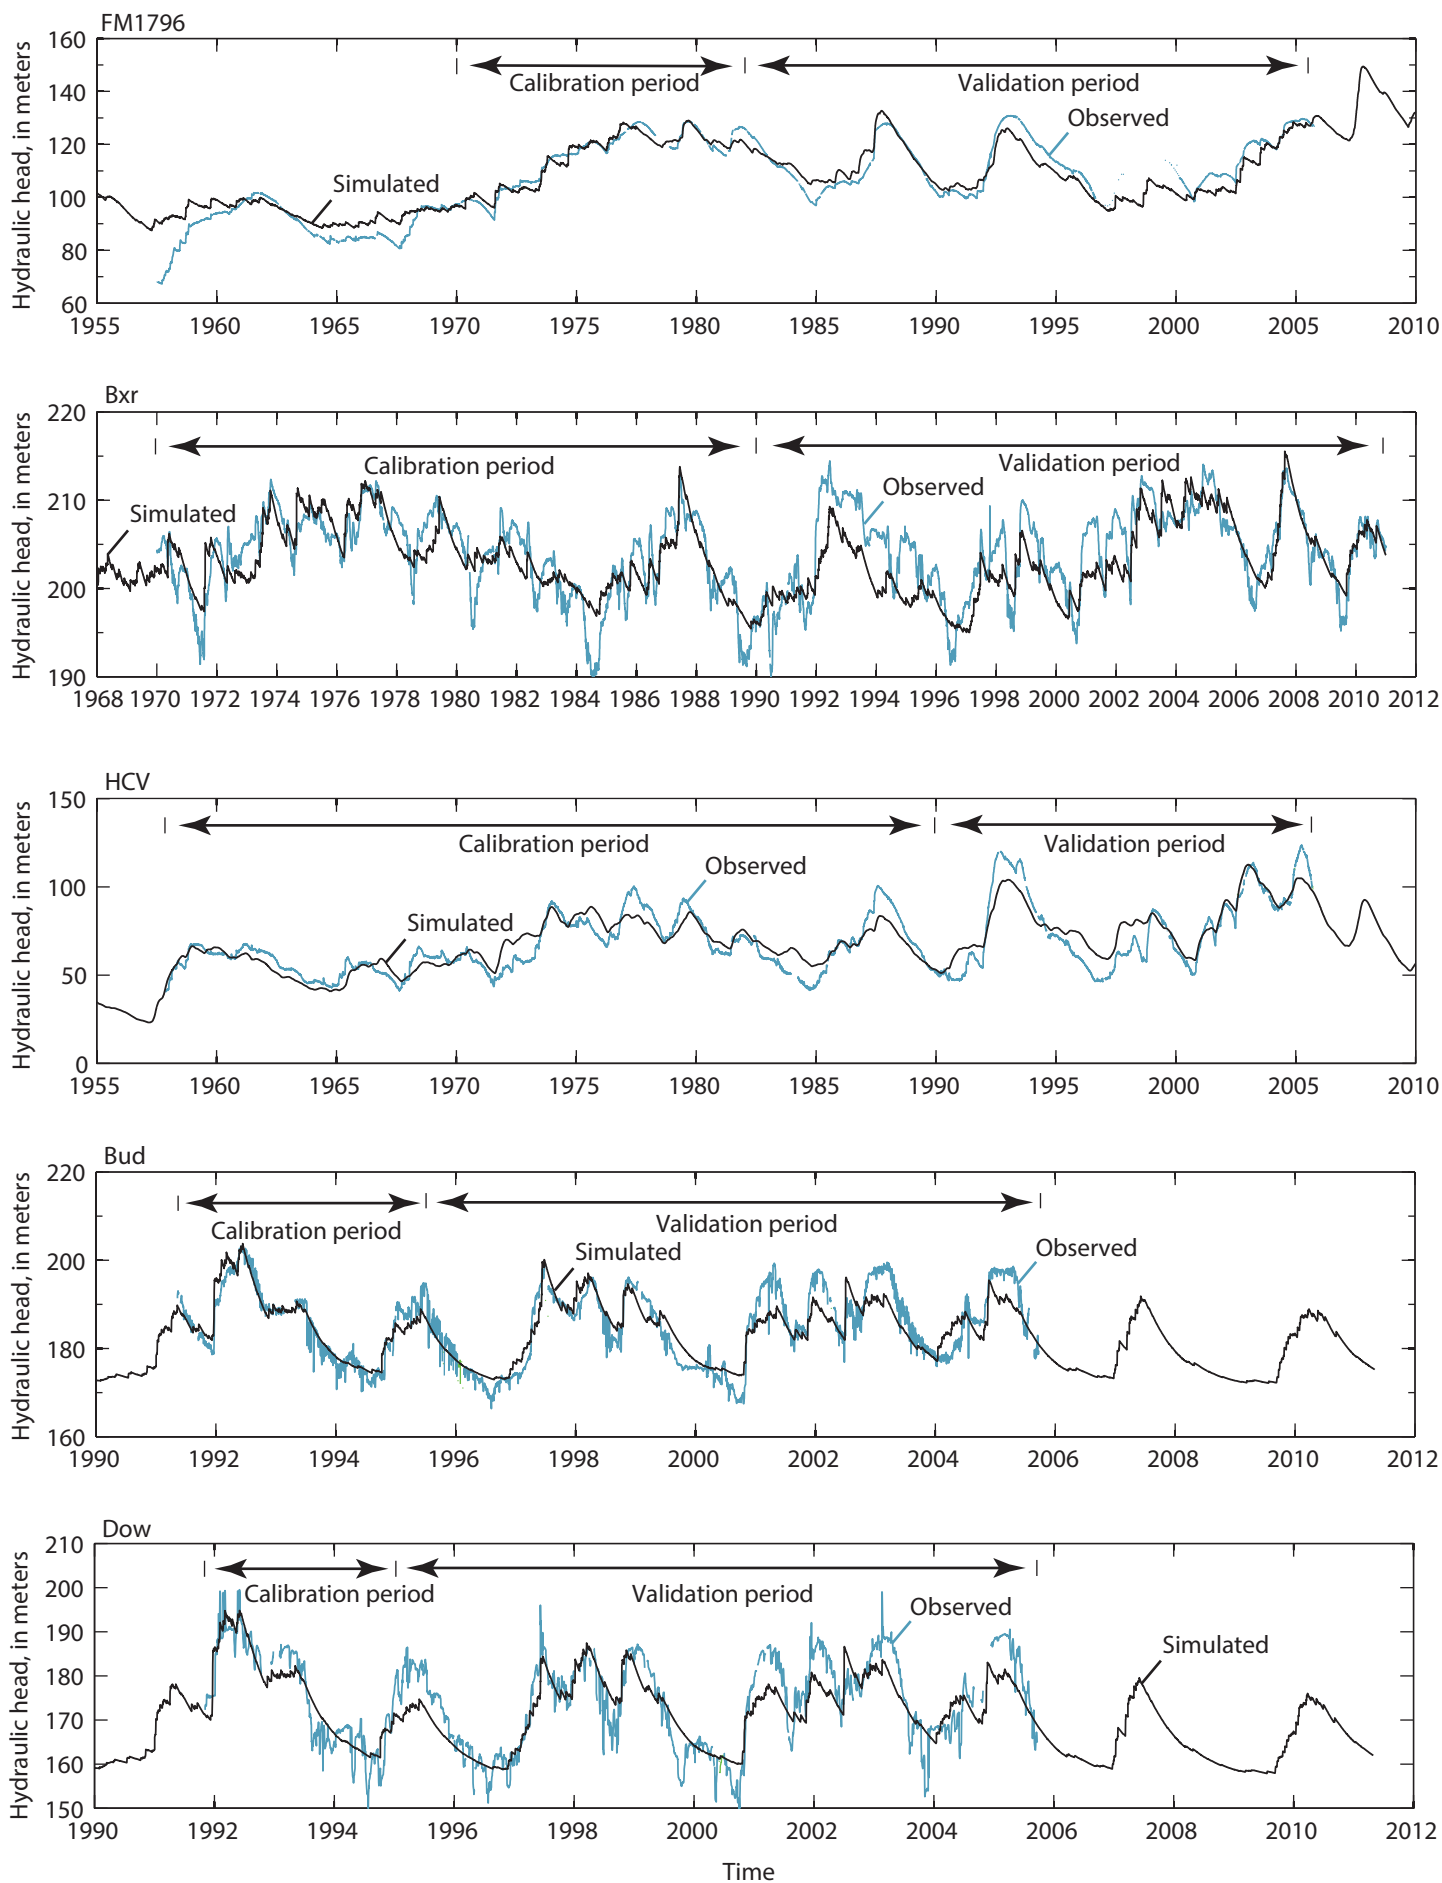 FM1796
160
140
120
100
80
60
Hydraulic head, in meters
Calibration period
Validation period
Observed
Simulated
1955 1960 1965 1970 1975 1980 1985 1990 1995 2000 2005 2010
Bxr
220
210
200
190
Hydraulic head, in meters
Calibration period
Validation period
Observed
Simulated
1968 1970 1972 1974 1976 1978 1980 1982 1984 1986 1988 1990 1992 1994 1996 1998 2000 2002 2004 2006 2008 2010 2012
HCV
150
100
50
0
Hydraulic head, in meters
Calibration period
Validation period
Observed
Simulated
1955 1960 1965 1970 1975 1980 1985 1990 1995 2000 2005 2010
Bud
220
200
180
160
Hydraulic head, in meters
Calibration period
Validation period
Simulated
Observed
1990 1992 1994 1996 1998 2000 2002 2004 2006 2008 2010 2012
Dow
210
200
190
180
170
160
150
Hydraulic head, in meters
Calibration period
Validation period
Observed
Simulated
1990 1992 1994 1996 1998 2000 2002 2004 2006 2008 2010 2012
Time